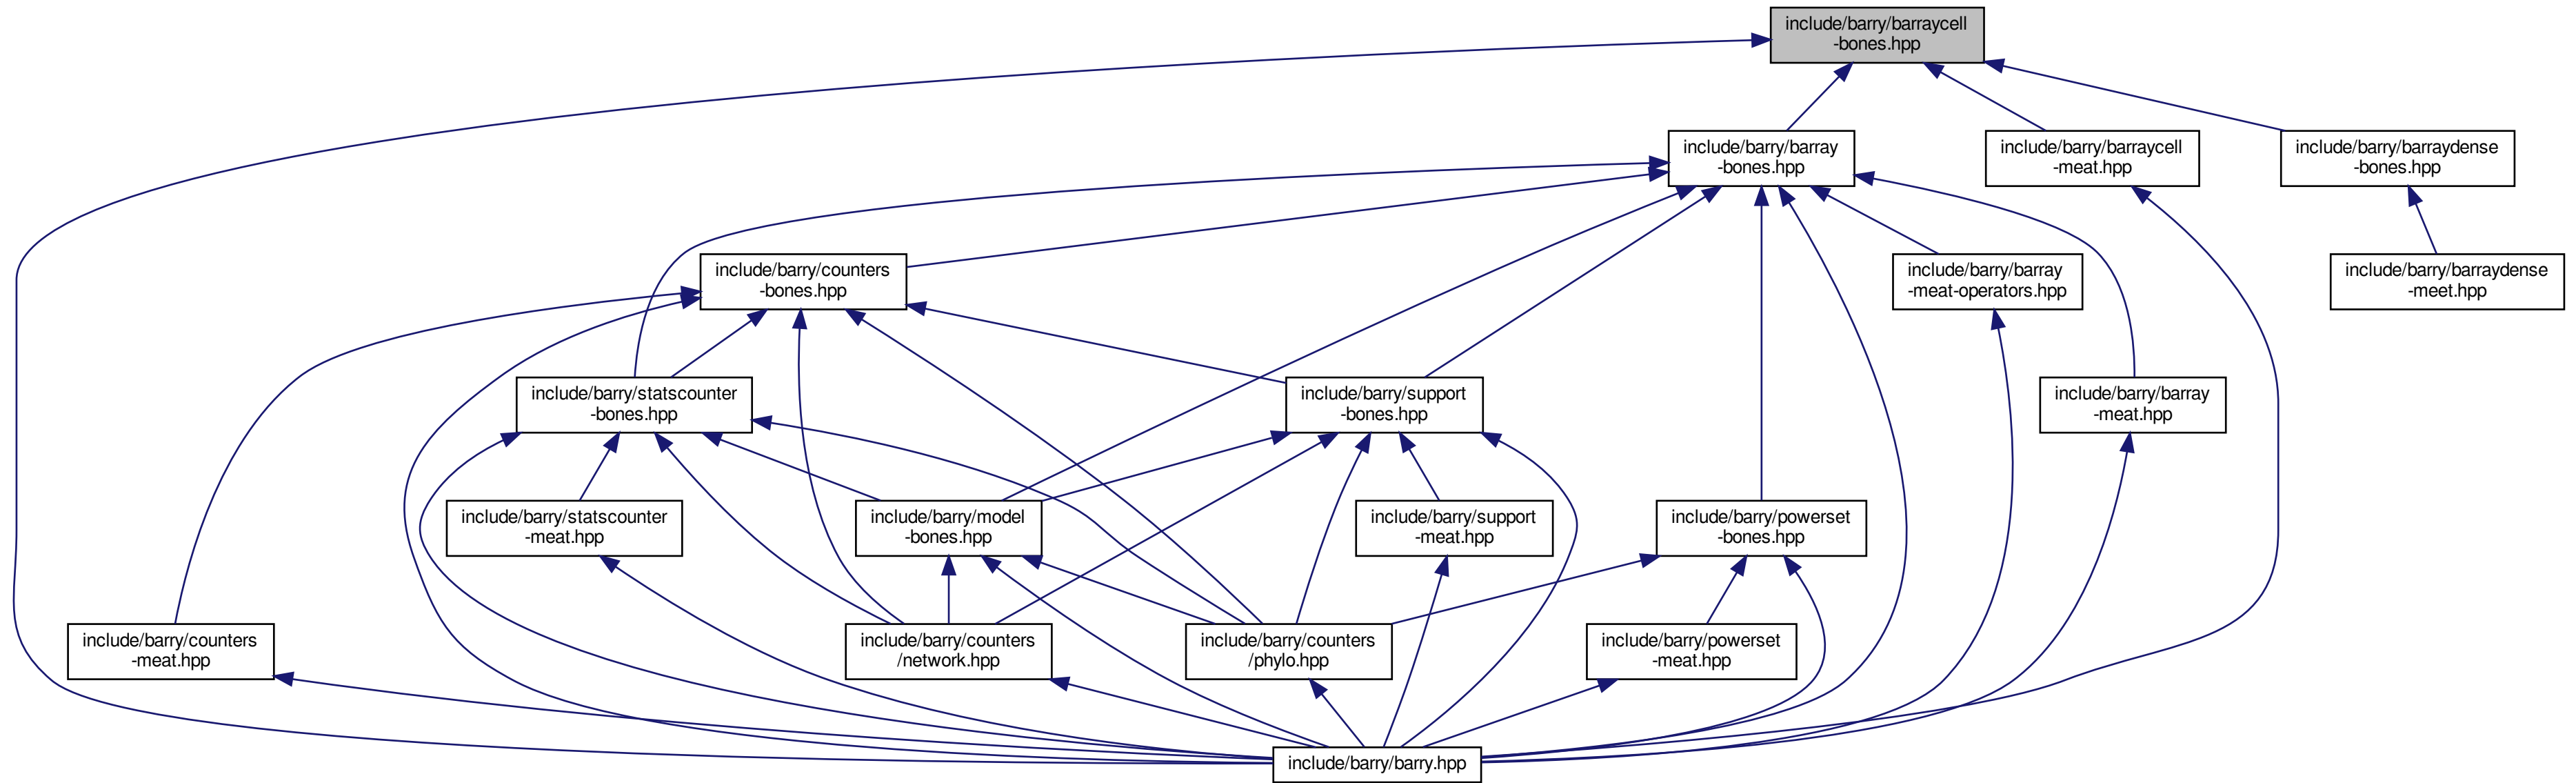 include/barry/barraycell
-bones.hpp
include/barry/barray
-bones.hpp
include/barry/barraycell
-meat.hpp
include/barry/barraydense
-bones.hpp
include/barry/counters
-bones.hpp
include/barry/barray
-meat-operators.hpp
include/barry/barraydense
-meet.hpp
include/barry/statscounter
-bones.hpp
include/barry/support
-bones.hpp
include/barry/barray
-meat.hpp
include/barry/statscounter
-meat.hpp
include/barry/model
-bones.hpp
include/barry/support
-meat.hpp
include/barry/powerset
-bones.hpp
include/barry/counters
-meat.hpp
include/barry/counters
/network.hpp
include/barry/counters
/phylo.hpp
include/barry/powerset
-meat.hpp
include/barry/barry.hpp